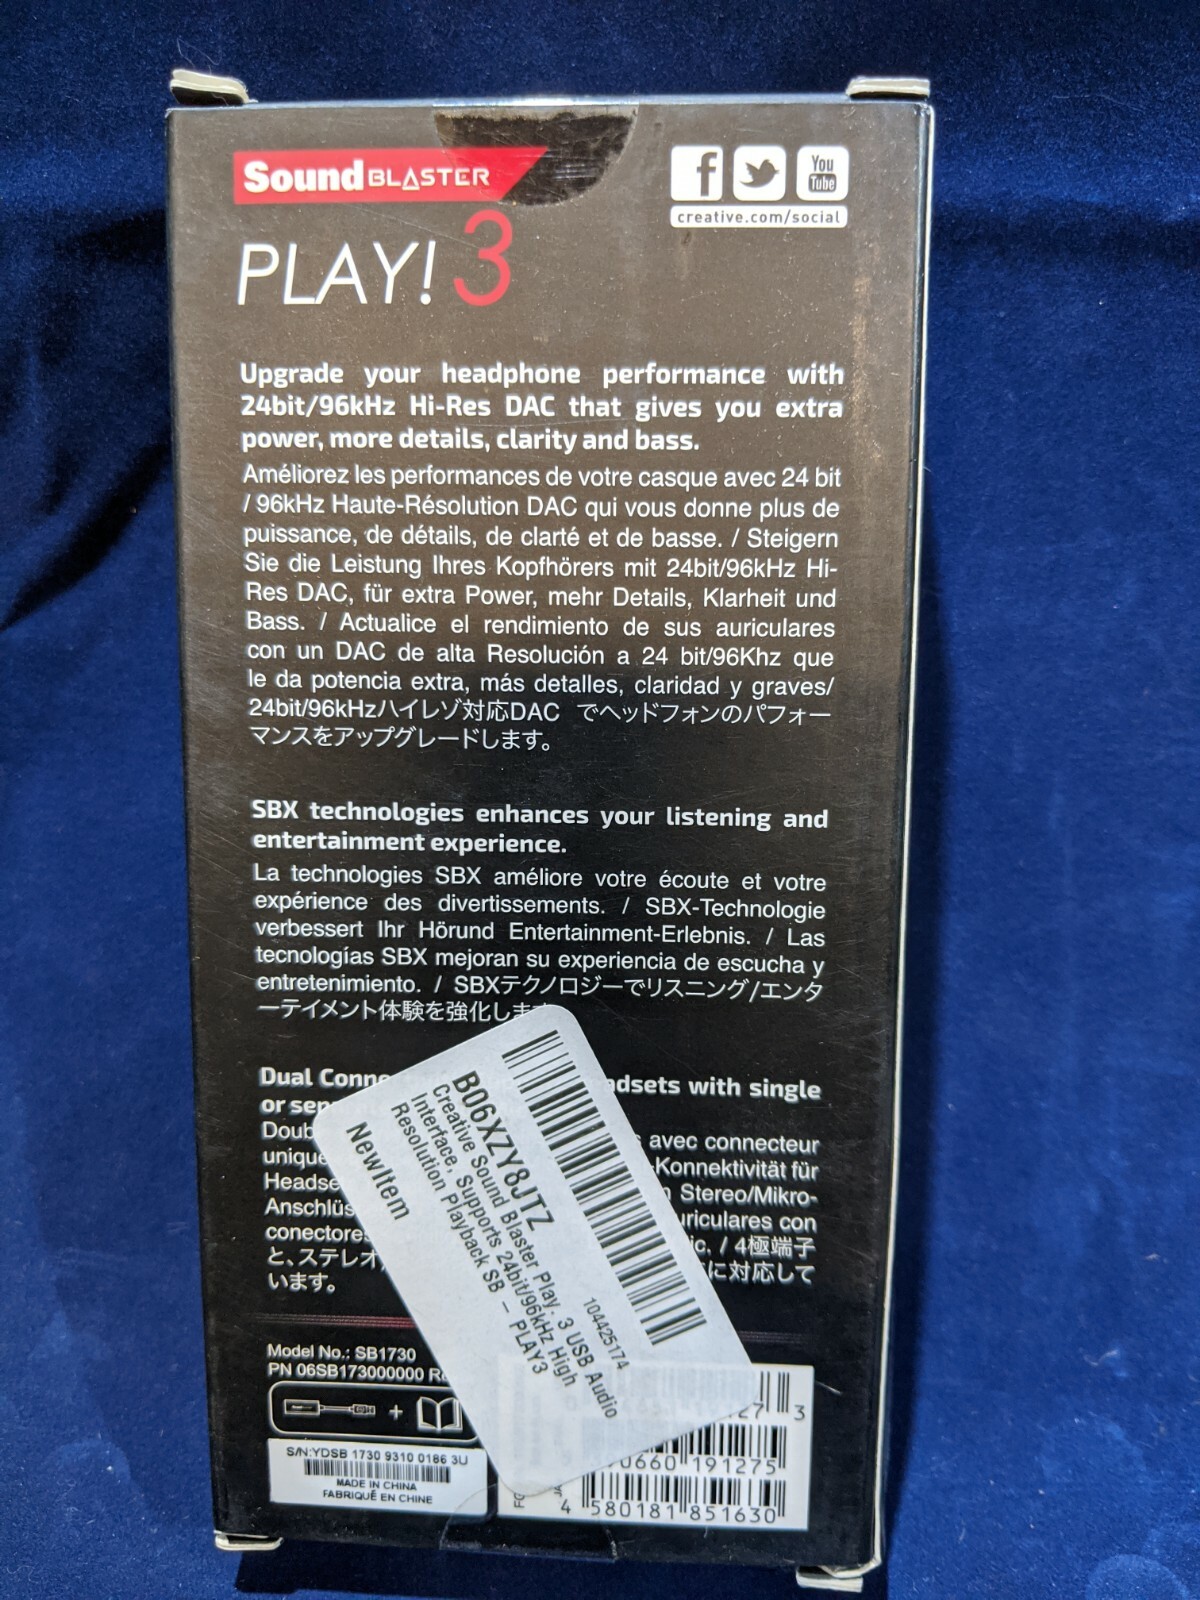 Sound BLASTER
PLAY! 3
f
You
Tube
creative.com/social
Upgrade your headphone performance with
24bit/96kHz Hi-Res DAC that gives you extra
power, more details, clarity and bass.
Améliorez les performances de votre casque avec 24 bit
/ 96kHz Haute-Résolution DAC qui vous donne plus de
puissance, de détails, de clarté et de basse. / Steigern
Sie die Leistung Ihres Kopfhörers mit 24bit/96kHz Hi-
Res DAC, für extra Power, mehr Details, Klarheit und
Bass. / Actualice el rendimiento de sus auriculares
con un DAC de alta Resolución a 24 bit/96Khz que
le da potencia extra, más detalles, claridad y graves/
24bit/96kHzハイレゾ対応DAC でヘッドフォンのパフォー
マンスをアップグレードします。
SBX technologies enhances your listening and
entertainment experience.
La technologies SBX améliore votre écoute et votre
expérience des divertissements. / SBX-Technologie
verbessert Ihr Hörund Entertainment-Erlebnis. / Las
tecnologías SBX mejoran su experiencia de escucha y
entretenimiento. / SBXテクノロジーでリスニング/エンタ
ーテイメント体験を強化しま
Dual Conne adsets with single
or
Doub s avec connecteur
unique -Konnektivität für
Headse n Stereo/Mikro-
Anschlüs uriculares con
conectores ic. / 4極端子
と、ステレオ に対応して
います。
B06XZY8JTZ
Creative Sound Blaster Play. 3 USB Audio
Interface, Supports 24bit/96kHz High
Resolution Playback SB – PLAY3
NewItem
104425174
Model No.: SB1730
PN 06SB173000000 R
+
S/N:YDSB 1730 9310 0186 3U
MADE IN CHINA
FABRIQUÉ EN CHINE
127 3
0660 191275
4 580181 851630